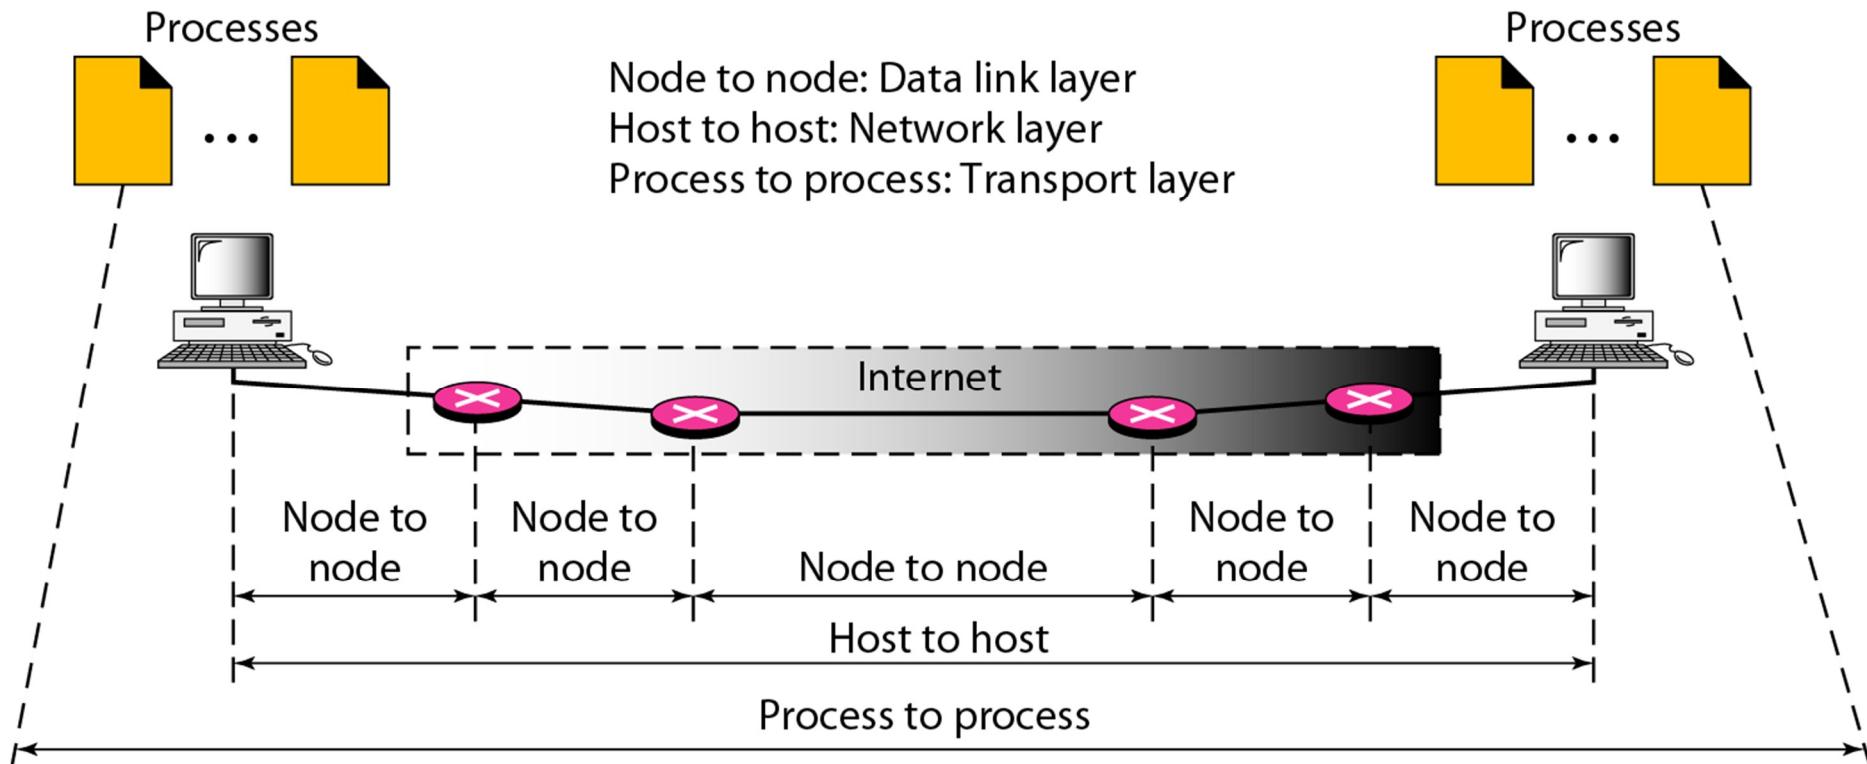 Processes
Processes
Node to node: Data link layer
Host to host: Network layer
Process to process: Transport layer
...
...
Internet
Node to
node
Node to
node
Node to node
Node to
node
Node to
node
Host to host
Process to process